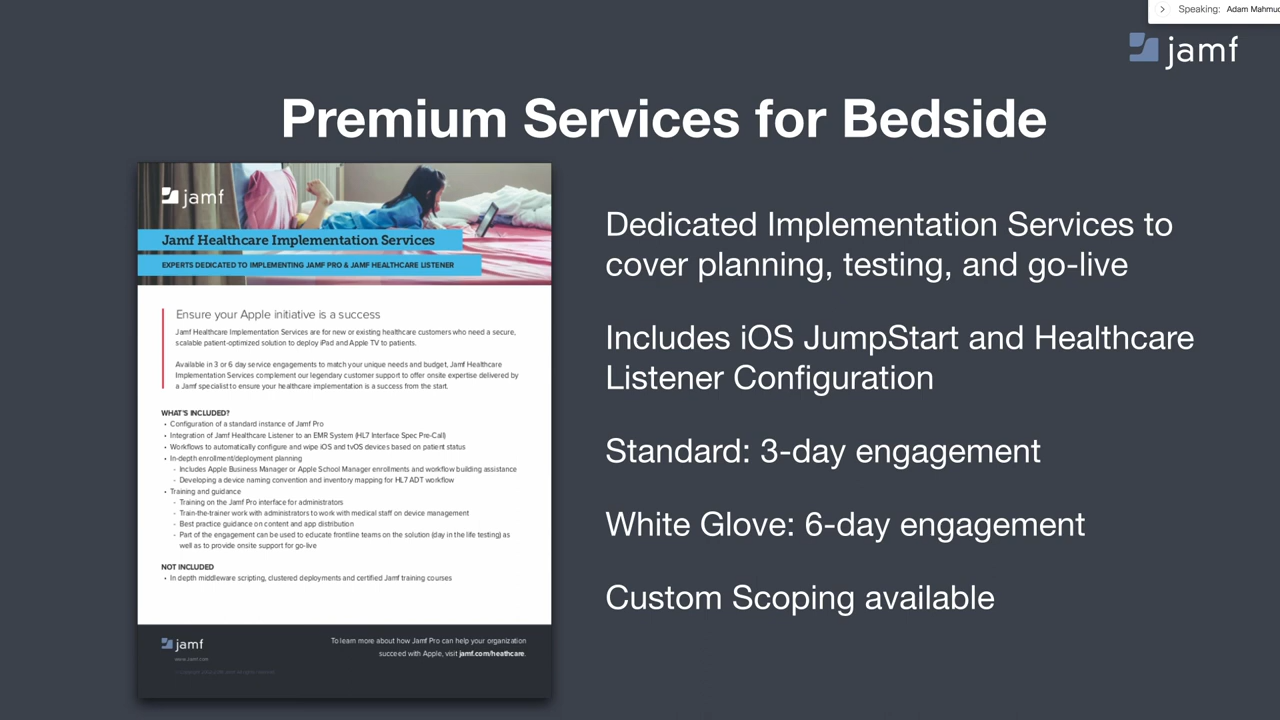 Speaking: Adam Mahmud
jamf
Premium Services for Bedside
jamf
Jamf Healthcare Implementation Services
EXPERTS DEDICATED TO IMPLEMENTING JAMF PRO & JAMF HEALTHCARE LISTENER
Ensure your Apple initiative is a success
Jamf Healthcare Implementation Services are for new or existing healthcare customers who need a secure,
scalable patient-optimized solution to deploy iPad and Apple TV to patients.
Available in 3 or 6 day service engagements to match your unique needs and budget, Jamf Healthcare
Implementation Services complement our legendary customer support to offer onsite expertise delivered by
a Jamf specialist to ensure your healthcare implementation is a success from the start.
WHAT'S INCLUDED?
• Configuration of a standard instance of Jamf Pro
• Integration of Jamf Healthcare Listener to an EMR System (HL7 Interface Spec Pre-Call)
• Workflows to automatically configure and wipe iOS and tvOS devices based on patient status
• In-depth enrollment/deployment planning
- Includes Apple Business Manager or Apple School Manager enrollments and workflow building assistance
- Developing a device naming convention and inventory mapping for HL7 ADT workflow
• Training and guidance
- Training on the Jamf Pro interface for administrators
- Train-the-trainer work with administrators to work with medical staff on device management
- Best practice guidance on content and app distribution
- Part of the engagement can be used to educate frontline teams on the solution (day in the life testing) as
well as to provide onsite support for go-live
NOT INCLUDED
• In depth middleware scripting, clustered deployments and certified Jamf training courses
jamf
www.jamf.com
To learn more about how Jamf Pro can help your organization
succeed with Apple, visit jamf.com/heathcare.
Dedicated Implementation Services to
cover planning, testing, and go-live
Includes iOS JumpStart and Healthcare
Listener Configuration
Standard: 3-day engagement
White Glove: 6-day engagement
Custom Scoping available